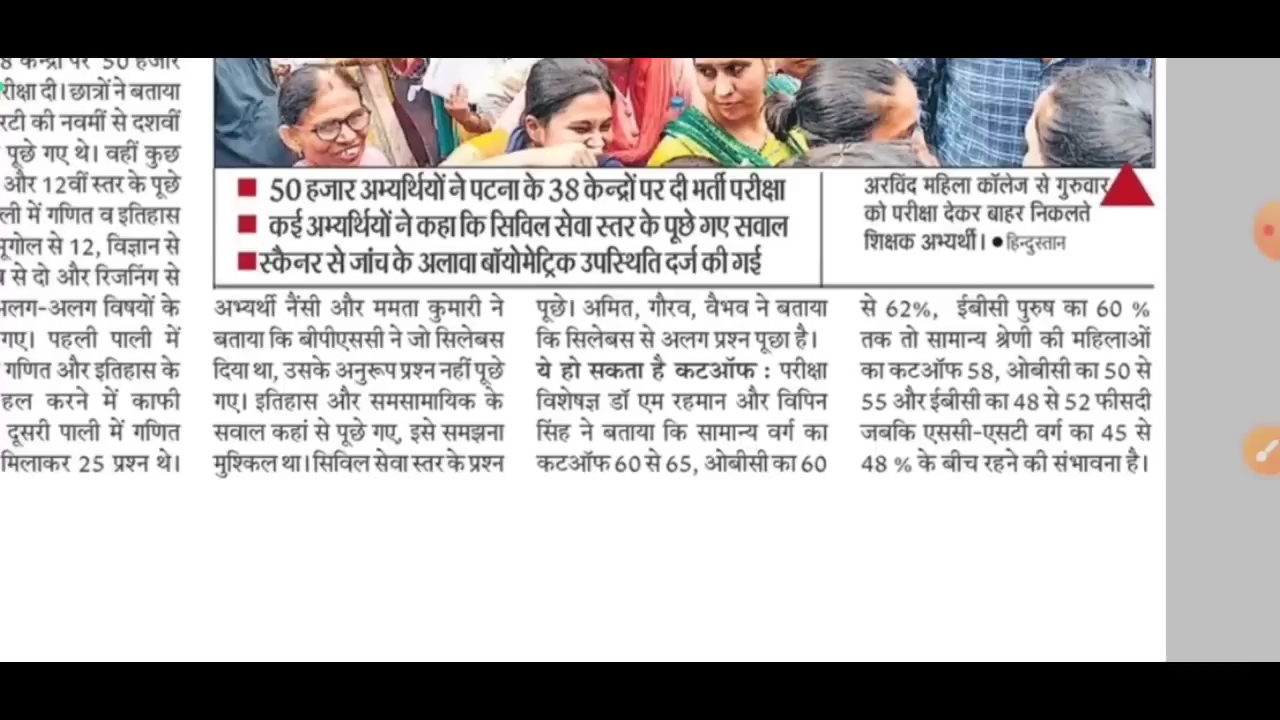 8 केन्द्रों पर 50 हजार
रीक्षा दी। छात्रों ने बताया
रटी की नवमीं से दशवीं
पूछे गए थे। वहीं कुछ
और 12वीं स्तर के पूछे
ली में गणित व इतिहास
भूगोल से 12, विज्ञान से
से दो और रिजनिंग से
अलग-अलग विषयों के
गए। पहली पाली में
गणित और इतिहास के
हल करने में काफी
दूसरी पाली में गणित
मिलाकर 25 प्रश्न थे।
■ 50 हजार अभ्यर्थियों ने पटना के 38 केन्द्रों पर दी भर्ती परीक्षा
■ कई अभ्यर्थियों ने कहा कि सिविल सेवा स्तर के पूछे गए सवाल
■ स्कैनर से जांच के अलावा बॉयोमेट्रिक उपस्थिति दर्ज की गई
अरविंद महिला कॉलेज से गुरुवार
को परीक्षा देकर बाहर निकलते
शिक्षक अभ्यर्थी। ● हिन्दुस्तान
अभ्यर्थी नैंसी और ममता कुमारी ने
बताया कि बीपीएससी ने जो सिलेबस
दिया था, उसके अनुरूप प्रश्न नहीं पूछे
गए। इतिहास और समसामायिक के
सवाल कहां से पूछे गए, इसे समझना
मुश्किल था। सिविल सेवा स्तर के प्रश्न
पूछे। अमित, गौरव, वैभव ने बताया
कि सिलेबस से अलग प्रश्न पूछा है।
ये हो सकता है कटऑफ : परीक्षा
विशेषज्ञ डॉ एम रहमान और विपिन
सिंह ने बताया कि सामान्य वर्ग का
कटऑफ 60 से 65, ओबीसी का 60
से 62%, ईबीसी पुरुष का 60 %
तक तो सामान्य श्रेणी की महिलाओं
का कटऑफ 58, ओबीसी का 50 से
55 और ईबीसी का 48 से 52 फीसदी
जबकि एससी-एसटी वर्ग का 45 से
48 % के बीच रहने की संभावना है।